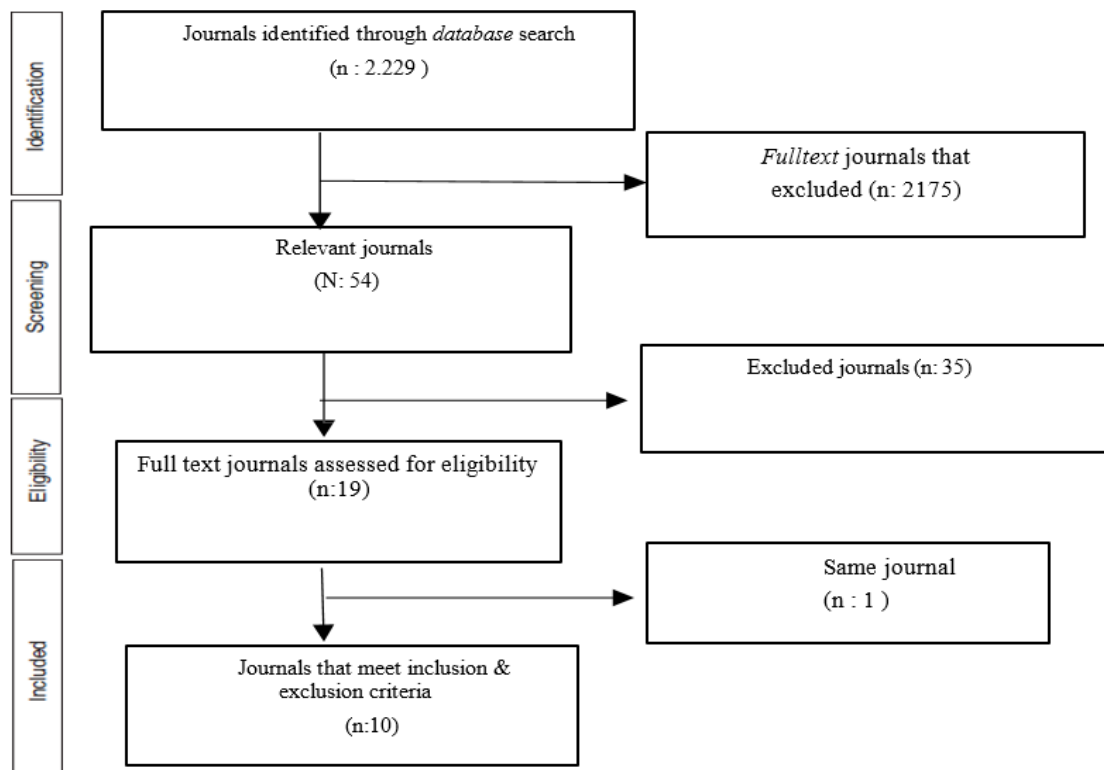 Identification
Journals identified through database search
(n : 2.229 )
Fulltext journals that
excluded (n: 2175)
Screening
Relevant journals
(N: 54)
Excluded journals (n: 35)
Eligibility
Full text journals assessed for eligibility
(n:19)
Same journal
(n : 1 )
Included
Journals that meet inclusion &
exclusion criteria
(n:10)